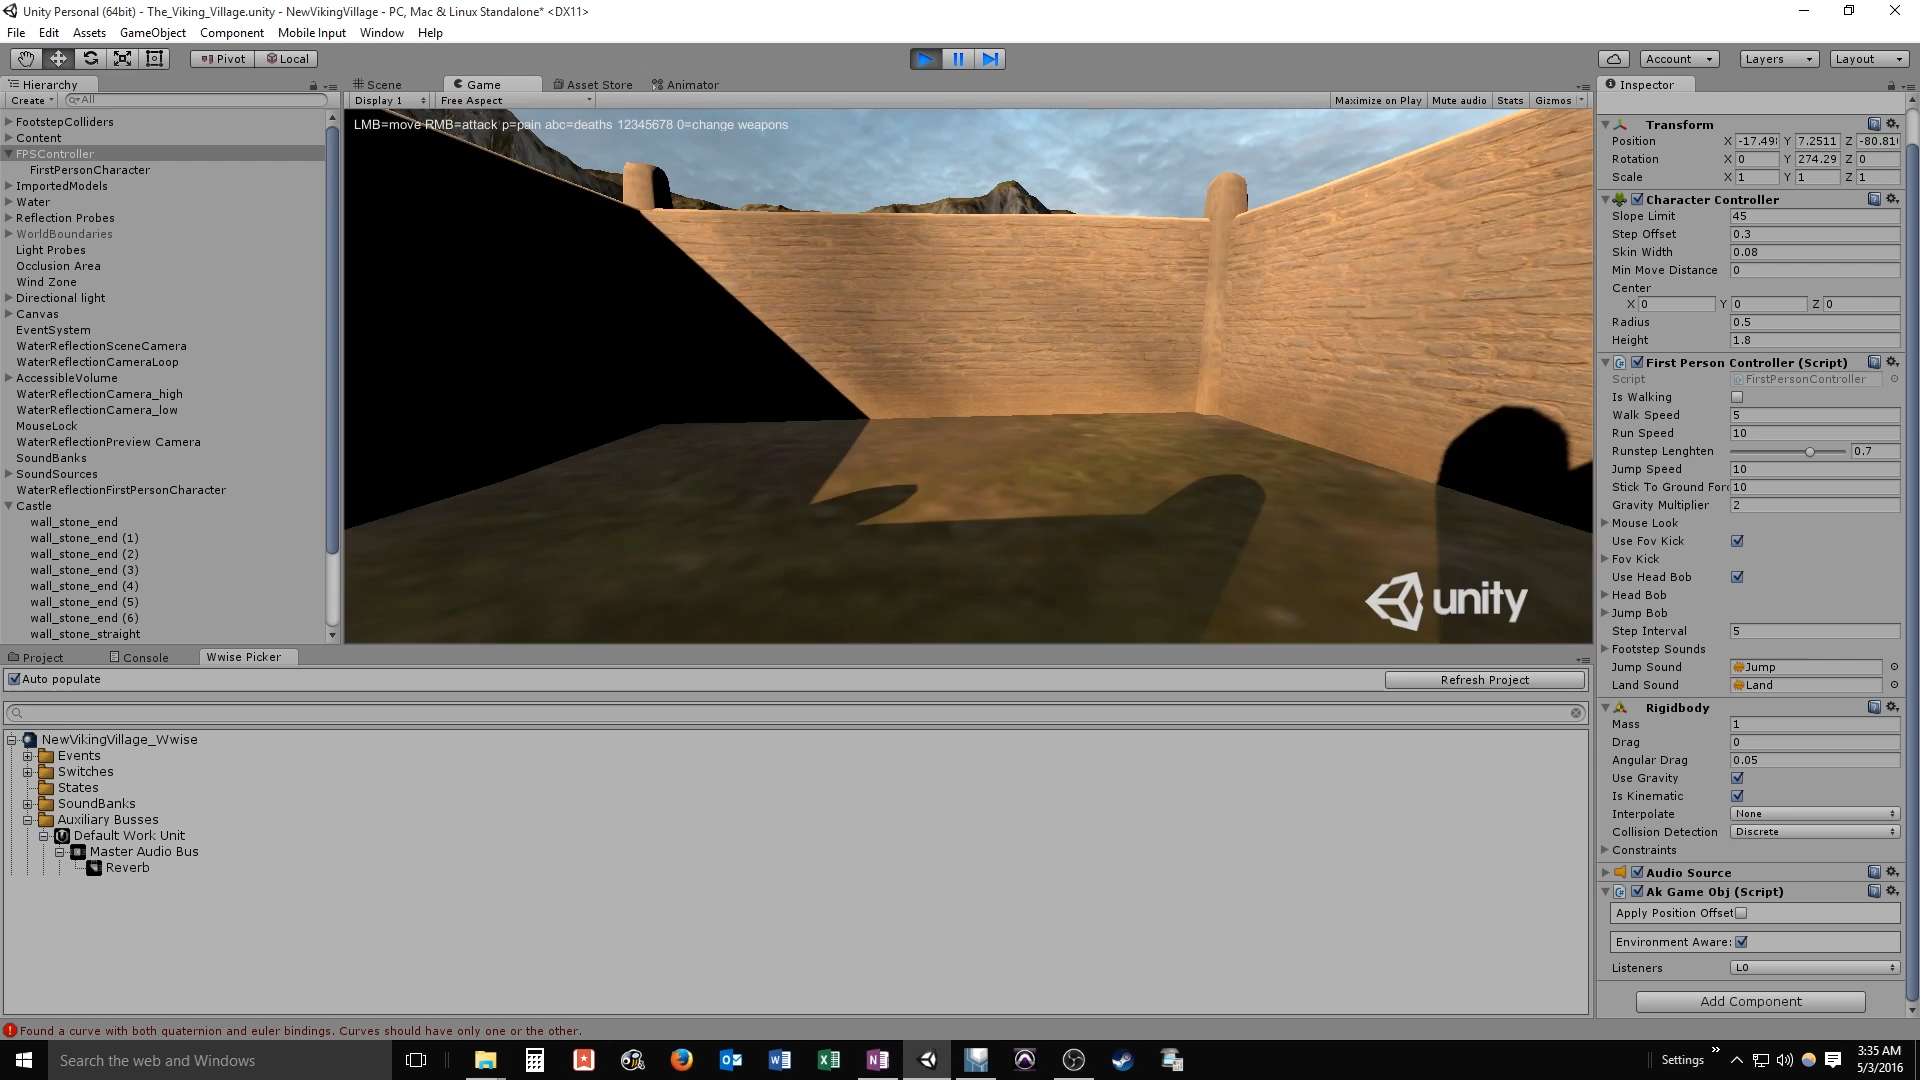 Unity Personal (64bit) - The_Viking_Village.unity - NewVikingVillage - PC, Mac & Linux Standalone* <DX11>
File Edit Assets GameObject Component Mobile Input Window Help
Pivot Local Account Layers Layout
Hierarchy
Create All
FootstepColliders
Content
FPSController
FirstPersonCharacter
ImportedModels
Water
Reflection Probes
WorldBoundaries
Light Probes
Occlusion Area
Wind Zone
Directional light
Canvas
EventSystem
WaterReflectionSceneCamera
WaterReflectionCameraLoop
AccessibleVolume
WaterReflectionCamera_high
WaterReflectionCamera_low
MouseLock
WaterReflectionPreview Camera
SoundBanks
SoundSources
WaterReflectionFirstPersonCharacter
Castle
wall_stone_end
wall_stone_end (1)
wall_stone_end (2)
wall_stone_end (3)
wall_stone_end (4)
wall_stone_end (5)
wall_stone_end (6)
wall_stone_straight
Scene Game Asset Store Animator
Display 1 Free Aspect Maximize on Play Mute audio Stats Gizmos
LMB=move RMB=attack p=pain abc=deaths 12345678 0=change weapons
unity
Inspector
Transform
Position X -17.49 Y 7.2511 Z -80.81
Rotation X 0 Y 274.29 Z 0
Scale X 1 Y 1 Z 1
Character Controller
Slope Limit 45
Step Offset 0.3
Skin Width 0.08
Min Move Distance 0
Center
X 0 Y 0 Z 0
Radius 0.5
Height 1.8
First Person Controller (Script)
Script FirstPersonController
Is Walking
Walk Speed 5
Run Speed 10
Runstep Lenghten 0.7
Jump Speed 10
Stick To Ground For 10
Gravity Multiplier 2
Mouse Look
Use Fov Kick
Fov Kick
Use Head Bob
Head Bob
Jump Bob
Step Interval 5
Footstep Sounds
Jump Sound Jump
Land Sound Land
Rigidbody
Mass 1
Drag 0
Angular Drag 0.05
Use Gravity
Is Kinematic
Interpolate None
Collision Detection Discrete
Constraints
Audio Source
Ak Game Obj (Script)
Apply Position Offset
Environment Aware:
Listeners L0
Add Component
Project Console Wwise Picker
Auto populate Refresh Project
NewVikingVillage_Wwise
Events
Switches
States
SoundBanks
Auxiliary Busses
Default Work Unit
Master Audio Bus
Reverb
Found a curve with both quaternion and euler bindings. Curves should have only one or the other.
Search the web and Windows
Settings
3:35 AM
5/3/2016